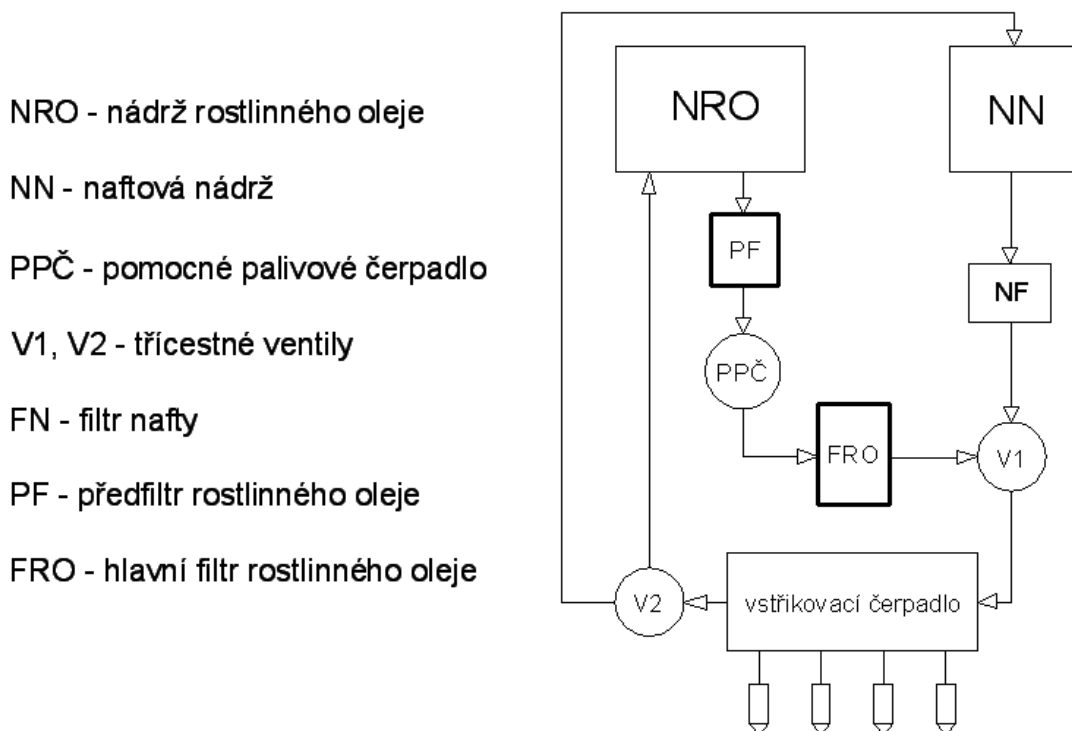 NRO - nádrž rostlinného oleje
NN - naftová nádrž
PPČ - pomocné palivové čerpadlo
V1, V2 - třícestné ventily
FN - filtr nafty
PF - předfiltr rostlinného oleje
FRO - hlavní filtr rostlinného oleje
NRO
NN
PF
NF
PPČ
FRO
V1
V2
vstřikovací čerpadlo